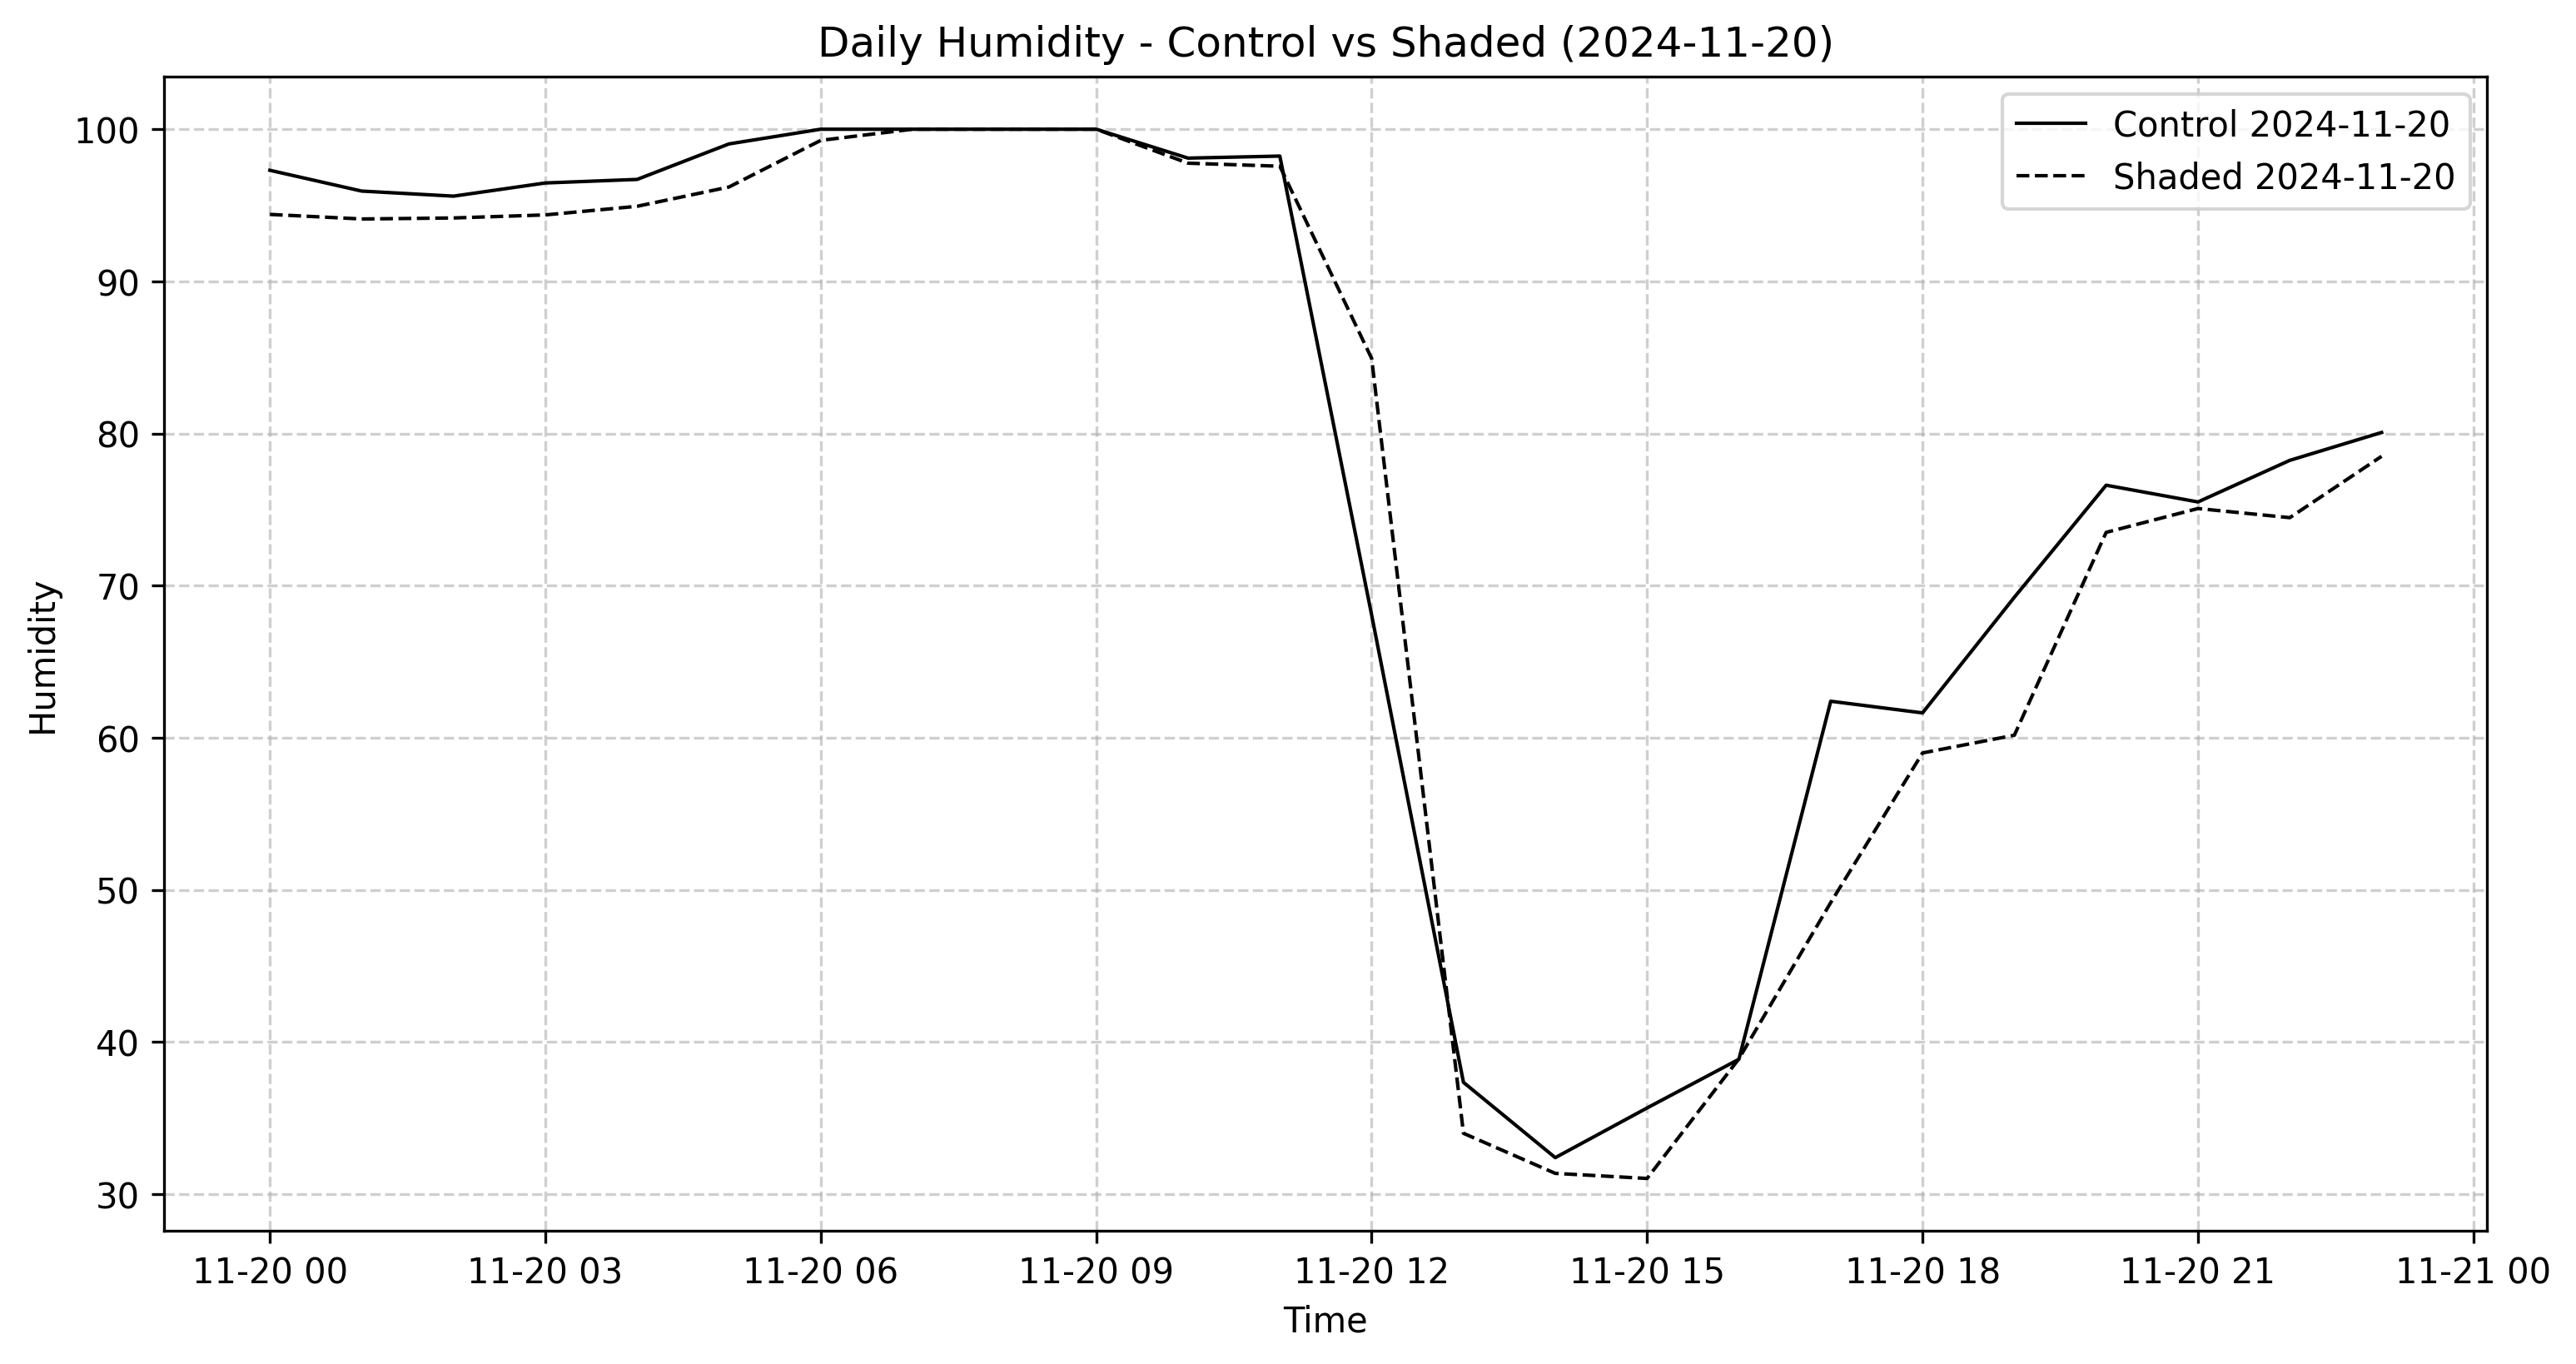 Daily Humidity - Control vs Shaded (2024-11-20)
Control 2024-11-20
Shaded 2024-11-20
Humidity
100
90
80
70
60
50
40
30
11-20 00 11-20 03 11-20 06 11-20 09 11-20 12 11-20 15 11-20 18 11-20 21 11-21 00
Time